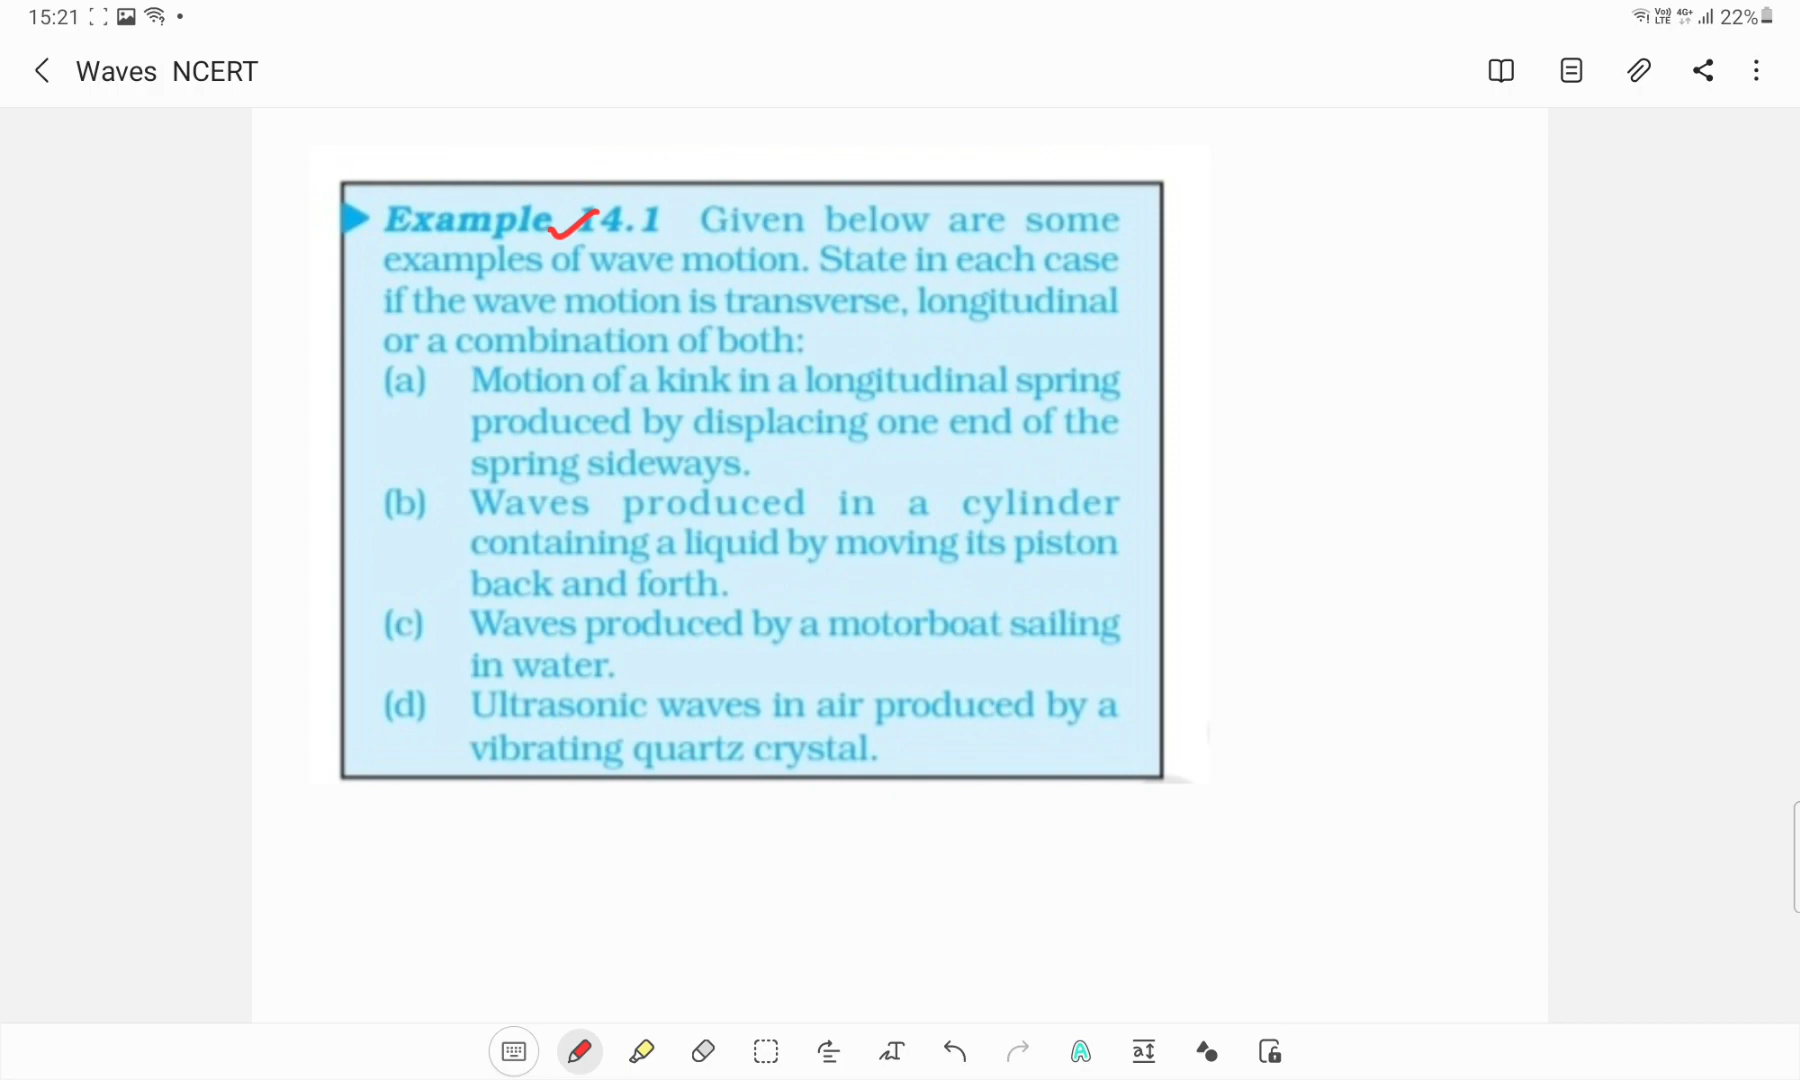 15:21
Vo)) LTE 4G+ 22%
Waves NCERT
Example 14.1 Given below are some
examples of wave motion. State in each case
if the wave motion is transverse, longitudinal
or a combination of both:
(a) Motion of a kink in a longitudinal spring
produced by displacing one end of the
spring sideways.
(b) Waves produced in a cylinder
containing a liquid by moving its piston
back and forth.
(c) Waves produced by a motorboat sailing
in water.
(d) Ultrasonic waves in air produced by a
vibrating quartz crystal.